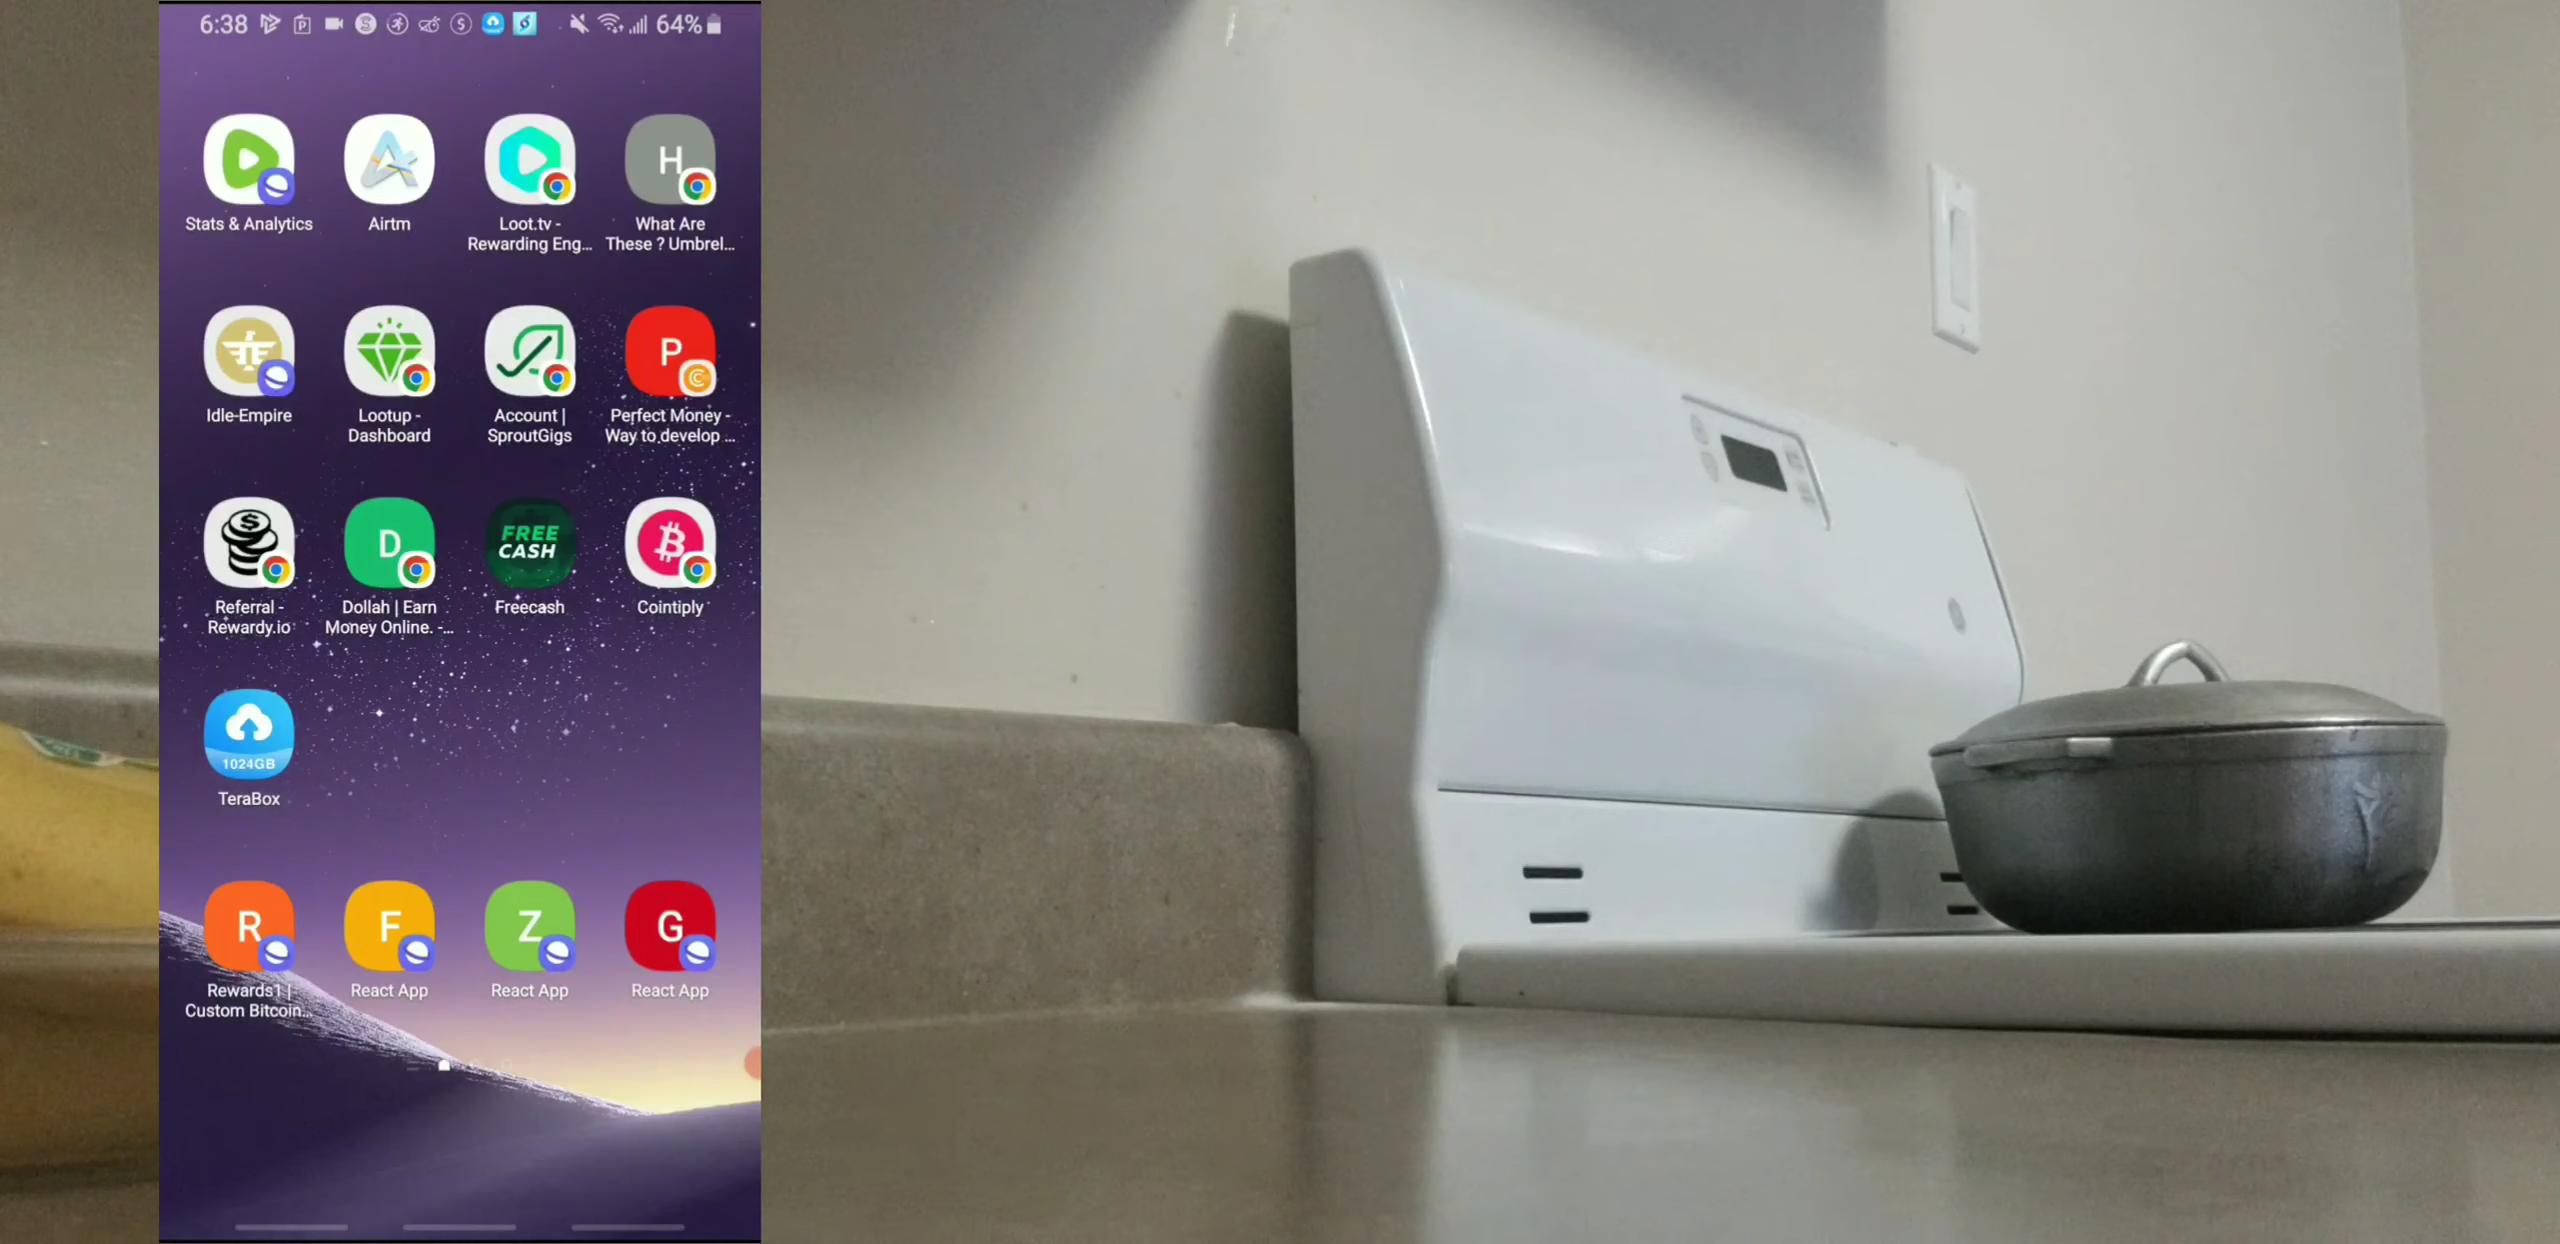 6:38
64%
Stats & Analytics
Airtm
Loot.tv -
Rewarding Eng...
H
What Are
These ? Umbrel...
Idle-Empire
Lootup -
Dashboard
Account |
SproutGigs
P
Perfect Money -
Way to develop ...
Referral -
Rewardy.io
D
Dollah | Earn
Money Online. -...
FREE
CASH
Freecash
Cointiply
1024GB
TeraBox
R
Rewards1 |
Custom Bitcoin...
F
React App
Z
React App
G
React App